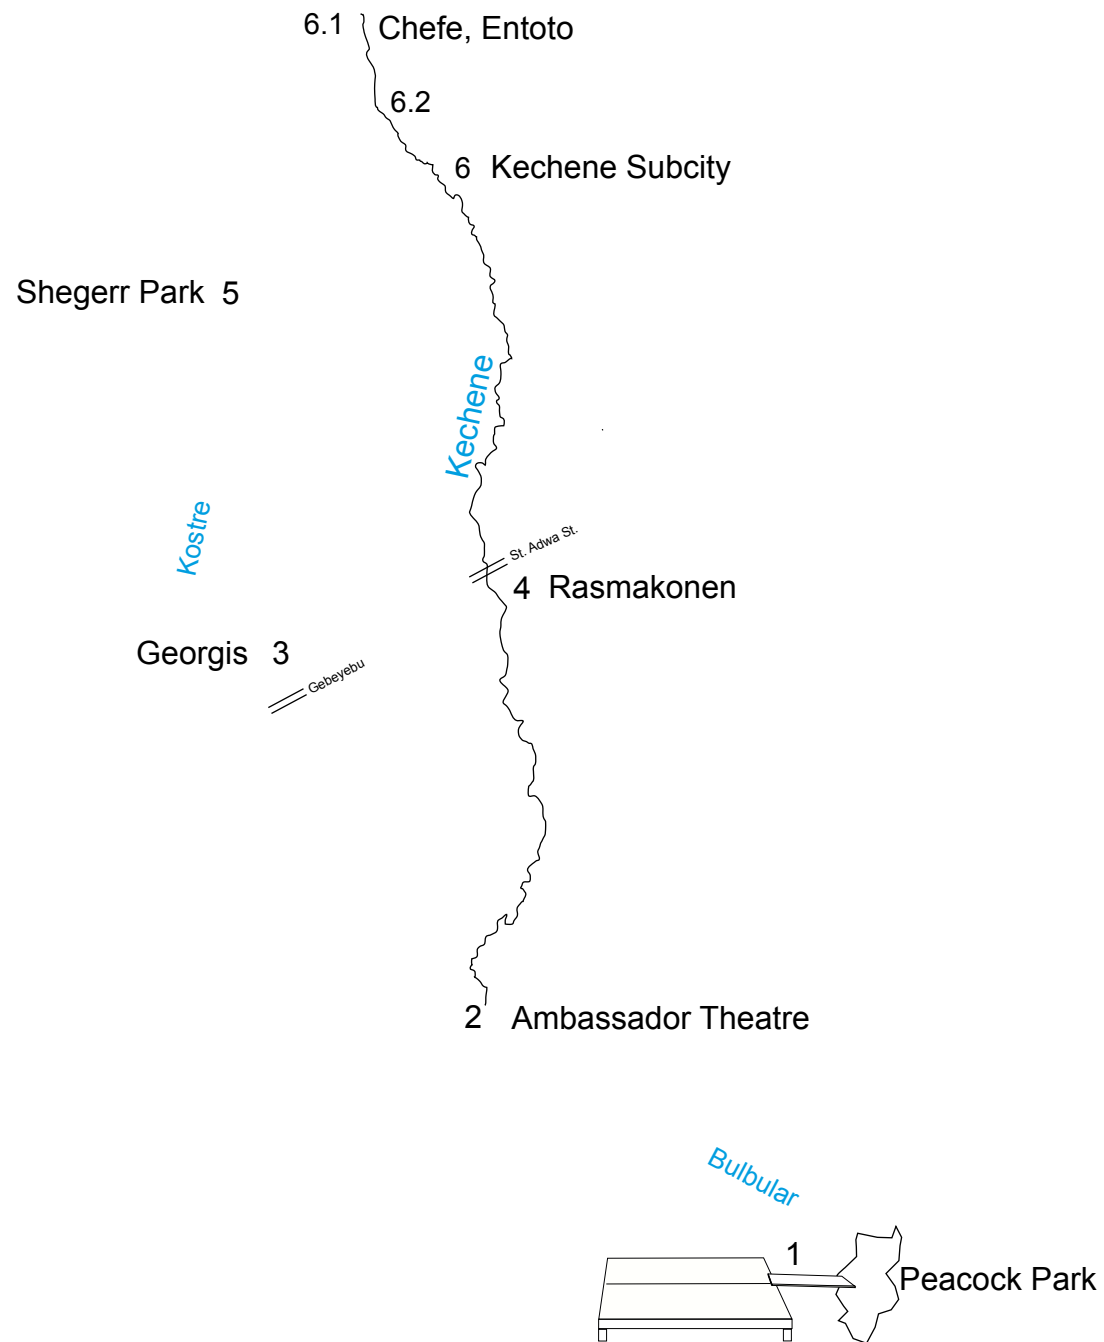 6.1 Chefe, Entoto
6.2
6 Kechene Subcity
Shegerr Park 5
Kechene
Kostre
St. Adwa St.
4 Rasmakonen
Georgis 3
Gebeyebu
2 Ambassador Theatre
Bulbular
1
Peacock Park